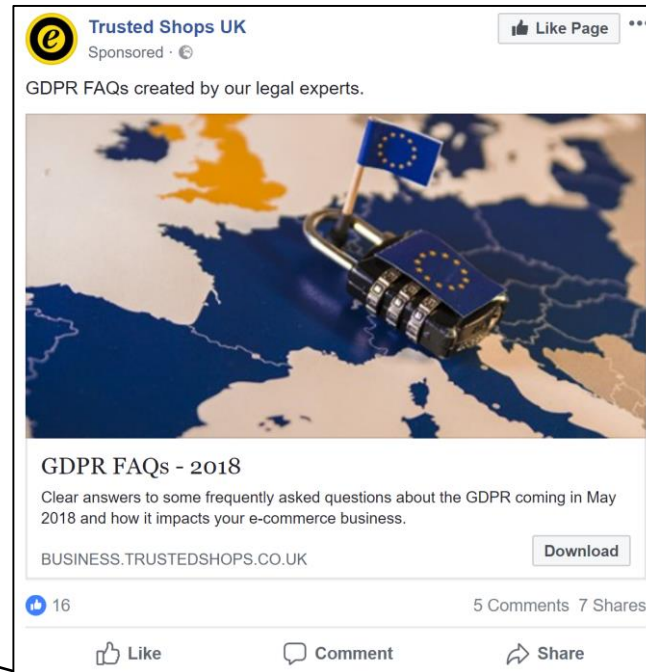 Trusted Shops UK
Like Page
Sponsored ·
GDPR FAQs created by our legal experts.
GDPR FAQs - 2018
Clear answers to some frequently asked questions about the GDPR coming in May
2018 and how it impacts your e-commerce business.
BUSINESS.TRUSTEDSHOPS.CO.UK
Download
16
5 Comments 7 Shares
Like
Comment
Share